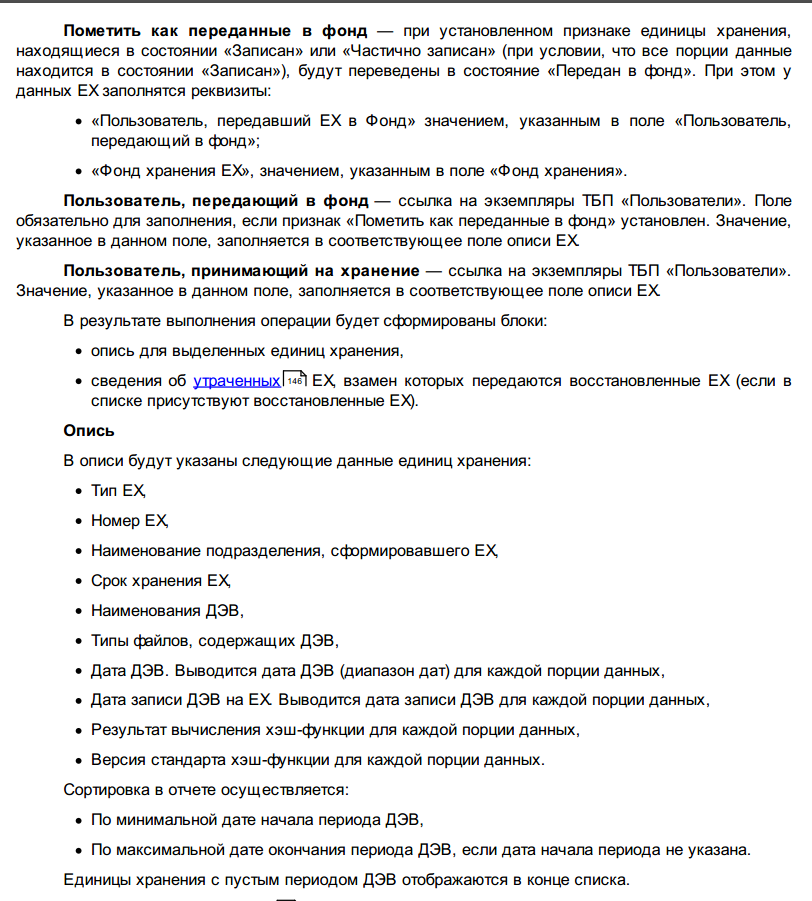 Пометить как переданные в фонд — при установленном признаке единицы хранения,
находящиеся в состоянии «Записан» или «Частично записан» (при условии, что все порции данные
находится в состоянии «Записан»), будут переведены в состояние «Передан в фонд». При этом у
данных ЕХ заполнятся реквизиты:
• «Пользователь, передавший ЕХ в Фонд» значением, указанным в поле «Пользователь,
передающий в фонд»;
• «Фонд хранения ЕХ», значением, указанным в поле «Фонд хранения».
Пользователь, передающий в фонд — ссылка на экземпляры ТБП «Пользователи». Поле
обязательно для заполнения, если признак «Пометить как переданные в фонд» установлен. Значение,
указанное в данном поле, заполняется в соответствующее поле описи ЕХ.
Пользователь, принимающий на хранение — ссылка на экземпляры ТБП «Пользователи».
Значение, указанное в данном поле, заполняется в соответствующее поле описи ЕХ.
В результате выполнения операции будет сформированы блоки:
• опись для выделенных единиц хранения,
• сведения об утраченных 146 ЕХ, взамен которых передаются восстановленные ЕХ (если в
списке присутствуют восстановленные ЕХ).
Опись
В описи будут указаны следующие данные единиц хранения:
• Тип ЕХ,
• Номер ЕХ,
• Наименование подразделения, сформировавшего ЕХ,
• Срок хранения ЕХ,
• Наименования ДЭВ,
• Типы файлов, содержащих ДЭВ,
• Дата ДЭВ. Выводится дата ДЭВ (диапазон дат) для каждой порции данных,
• Дата записи ДЭВ на ЕХ. Выводится дата записи ДЭВ для каждой порции данных,
• Результат вычисления хэш-функции для каждой порции данных,
• Версия стандарта хэш-функции для каждой порции данных.
Сортировка в отчете осуществляется:
• По минимальной дате начала периода ДЭВ,
• По максимальной дате окончания периода ДЭВ, если дата начала периода не указана.
Единицы хранения с пустым периодом ДЭВ отображаются в конце списка.